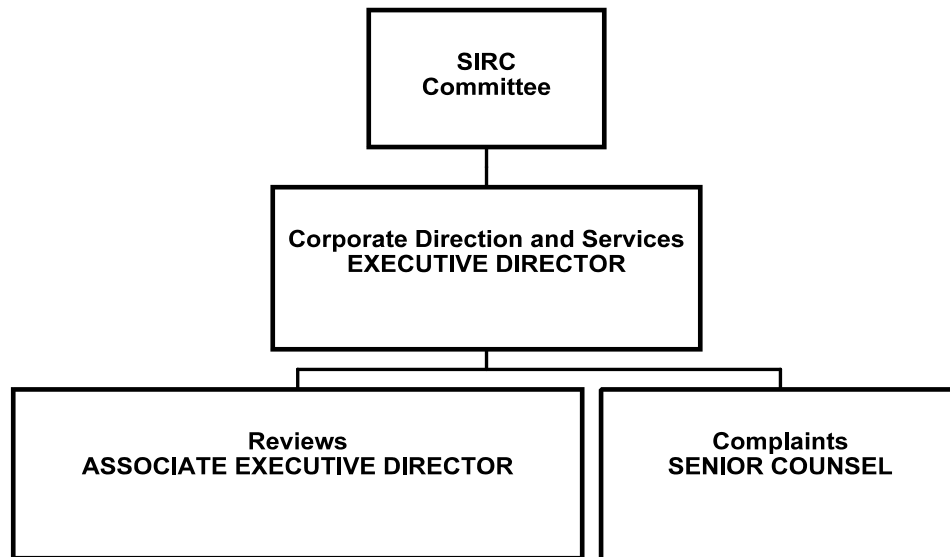 SIRC
Committee
Corporate Direction and Services
EXECUTIVE DIRECTOR
Reviews
ASSOCIATE EXECUTIVE DIRECTOR
Complaints
SENIOR COUNSEL